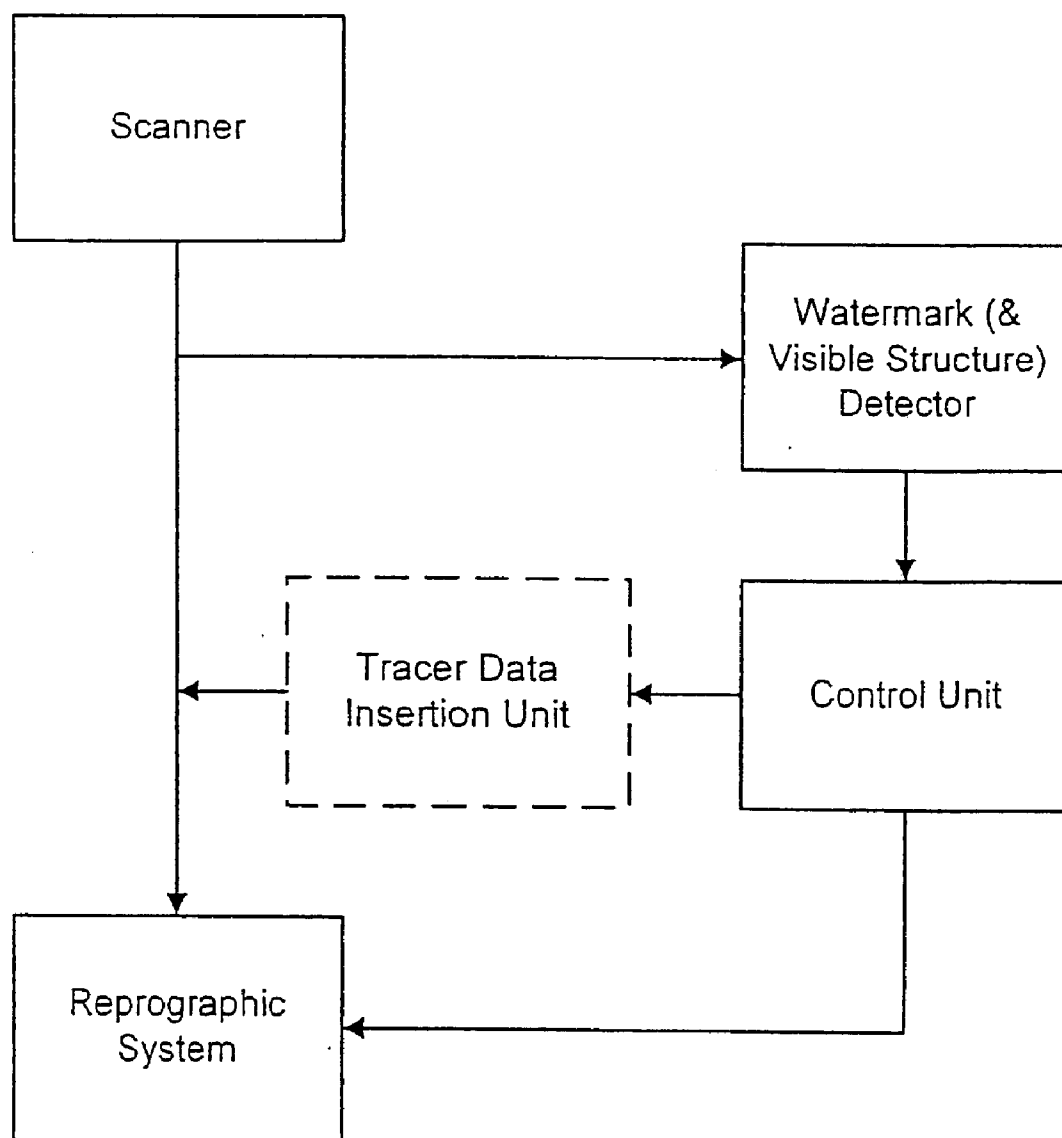 Scanner
Watermark (&
Visible Structure)
Detector
Tracer Data
Insertion Unit
Control Unit
Reprographic
System